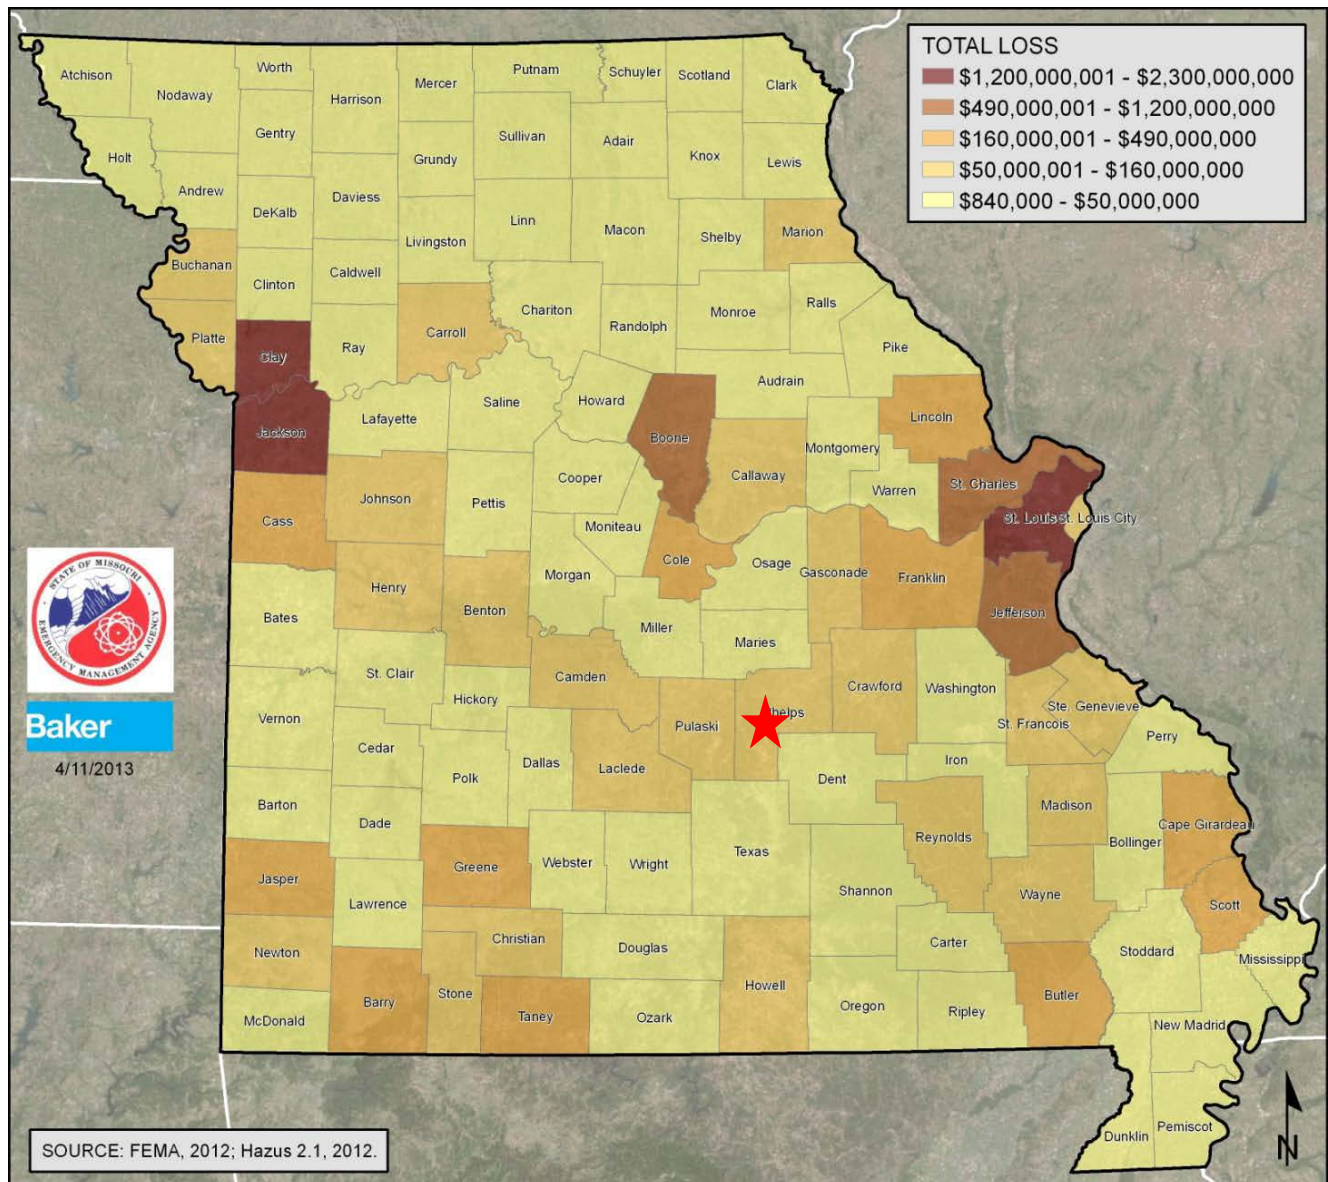 TOTAL LOSS
$1,200,000,001 - $2,300,000,000
$490,000,001 - $1,200,000,000
$160,000,001 - $490,000,000
$50,000,001 - $160,000,000
$840,000 - $50,000,000
Atchison
Nodaway
Worth
Harrison
Mercer
Putnam
Schuyler
Scotland
Clark
Gentry
Sullivan
Adair
Knox
Lewis
Holt
Andrew
DeKalb
Daviess
Grundy
Linn
Macon
Shelby
Marion
Livingston
Buchanan
Clinton
Caldwell
Chariton
Randolph
Monroe
Ralls
Platte
Clay
Ray
Carroll
Pike
Audrain
Jackson
Lafayette
Saline
Howard
Boone
Lincoln
Callaway
Montgomery
Warren
St. Charles
St. Louis
St. Louis City
Johnson
Pettis
Cooper
Cass
Moniteau
Cole
Osage
Gasconade
Franklin
Jefferson
Henry
Benton
Morgan
Miller
Maries
Bates
St. Clair
Hickory
Camden
Pulaski
Phelps
Crawford
Washington
Ste. Genevieve
St. Francois
Perry
Vernon
Cedar
Polk
Dallas
Laclede
Dent
Iron
Madison
Barton
Dade
Greene
Webster
Wright
Texas
Reynolds
Bollinger
Cape Girardeau
Jasper
Lawrence
Shannon
Wayne
Scott
Newton
Christian
Douglas
Carter
Stoddard
Mississippi
Barry
Stone
Taney
Howell
Butler
McDonald
Ozark
Oregon
Ripley
New Madrid
Dunklin
Pemiscot
STATE OF MISSOURI
EMERGENCY MANAGEMENT AGENCY
Baker
4/11/2013
SOURCE: FEMA, 2012; Hazus 2.1, 2012.
N